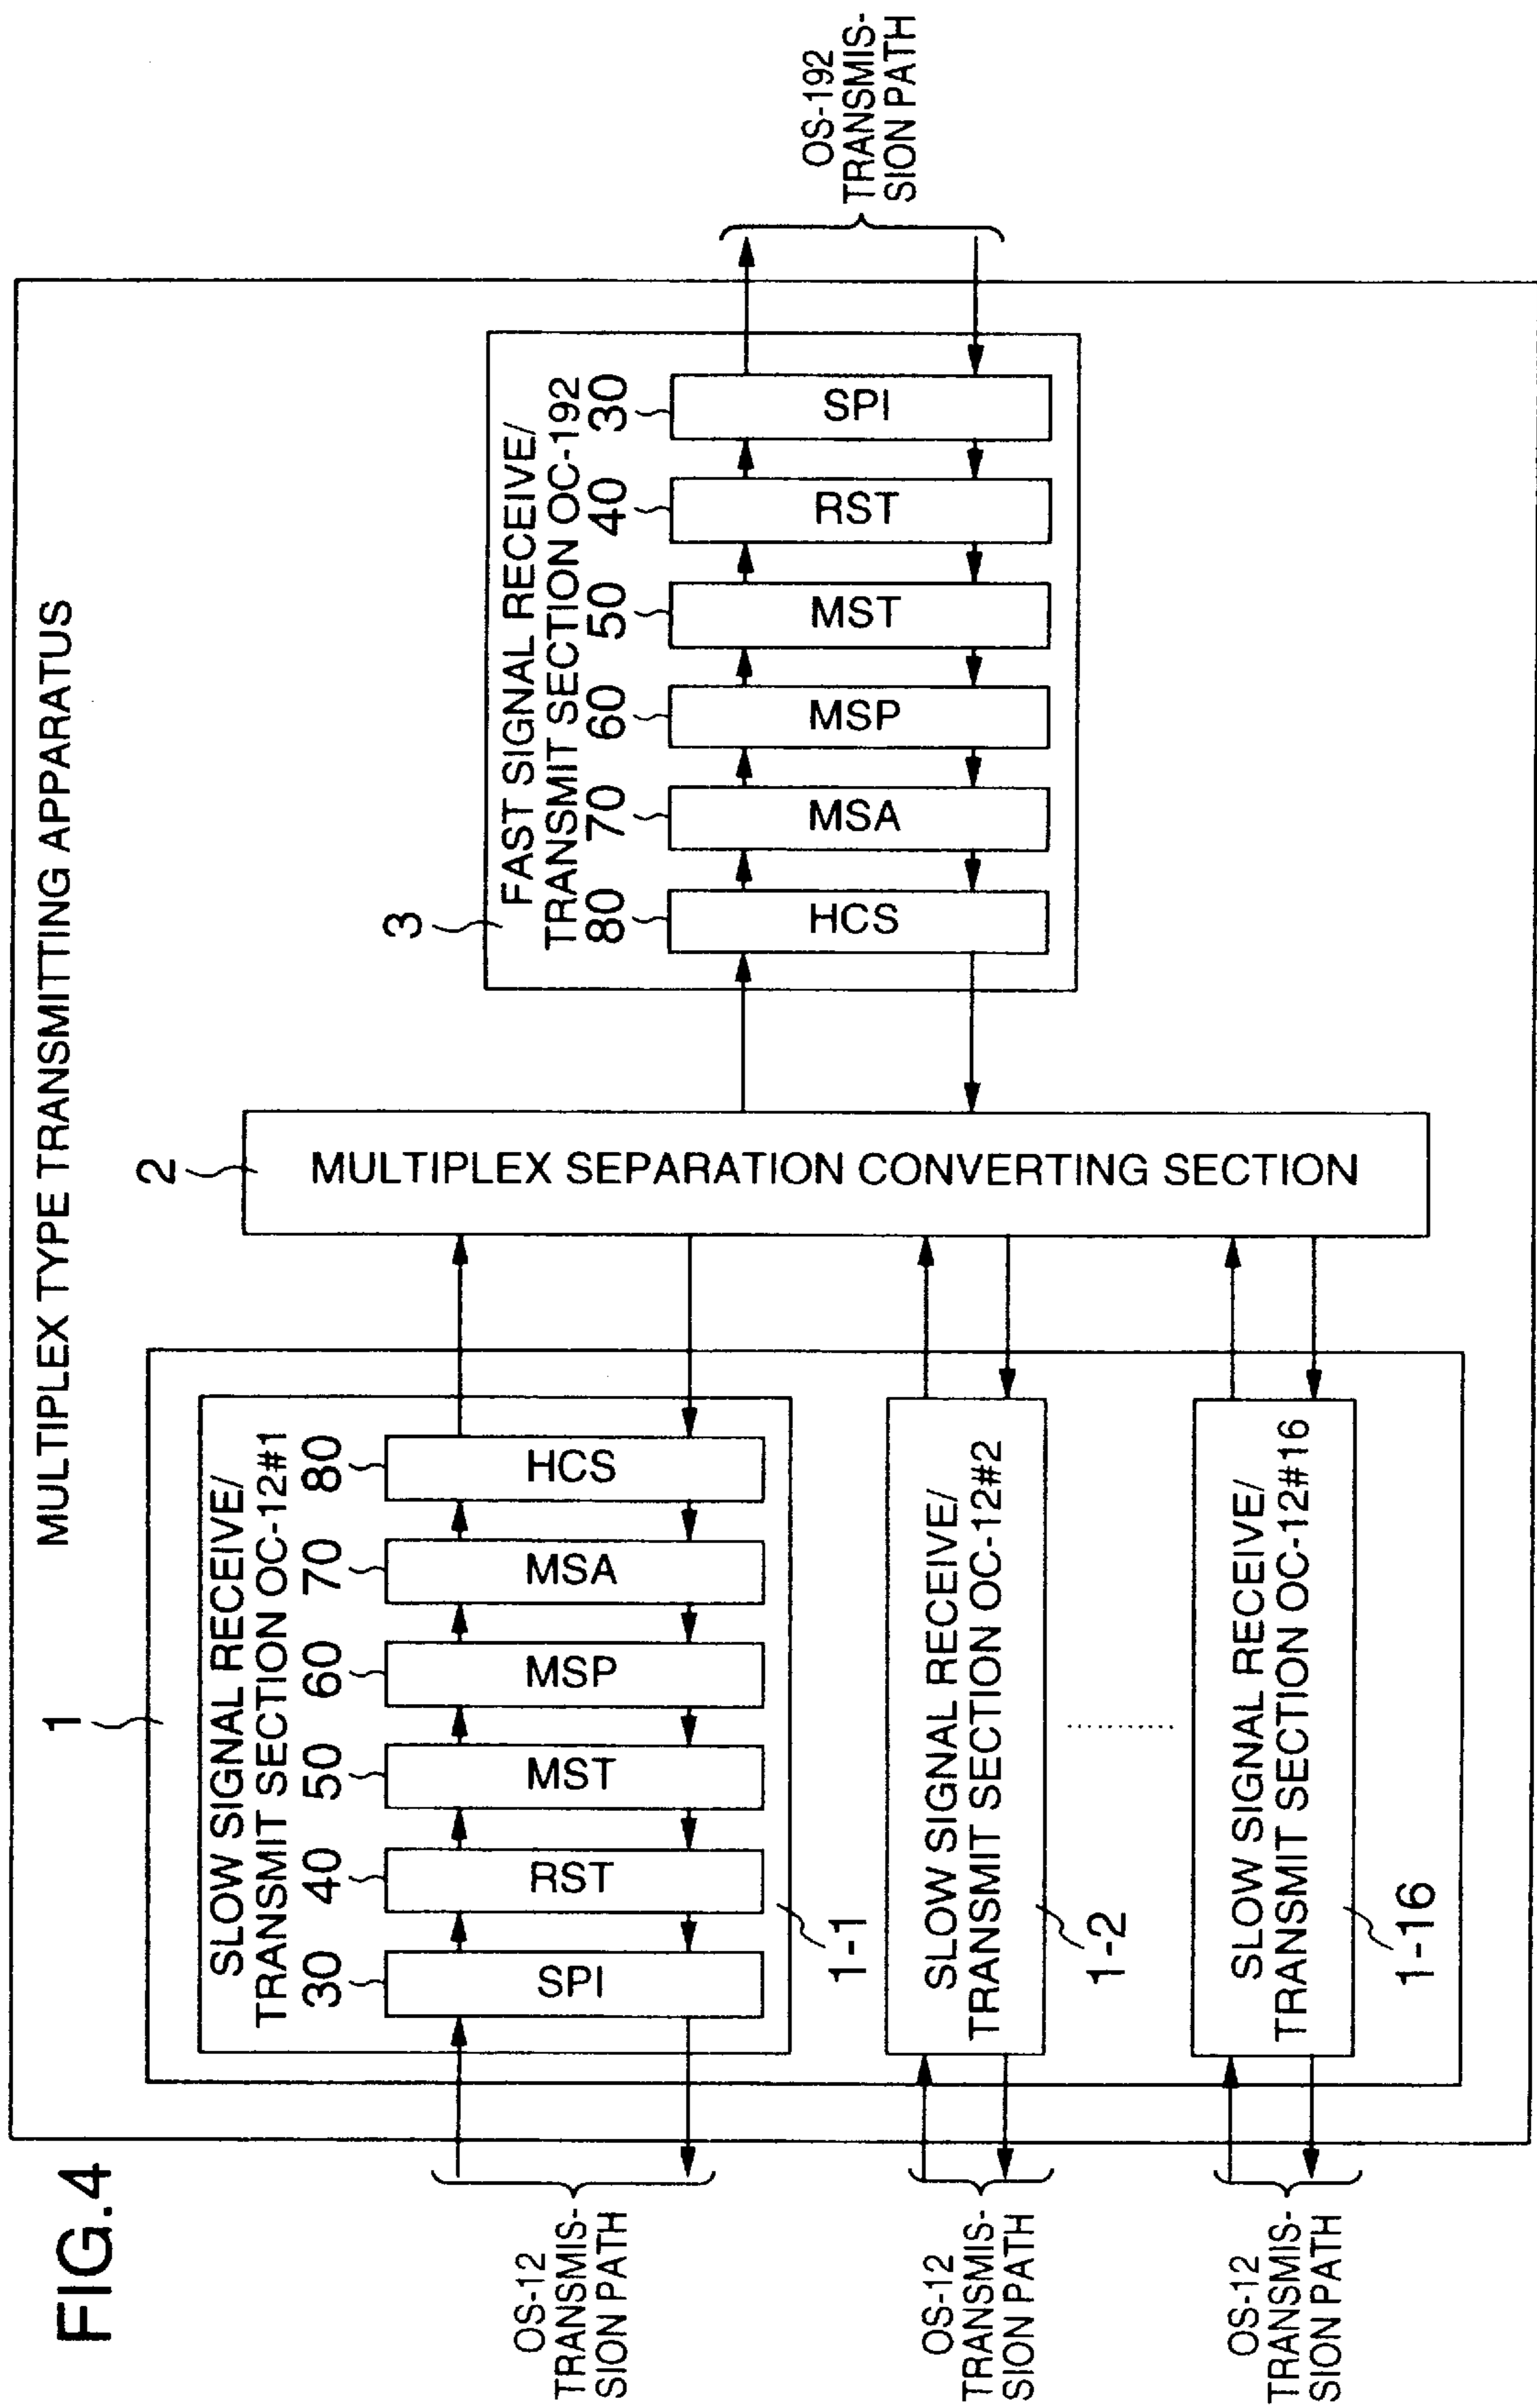 FIG.4
MULTIPLEX TYPE TRANSMITTING APPARATUS
1
SLOW SIGNAL RECEIVE/
TRANSMIT SECTION OC-12#1
30
40
50
60
70
80
SPI
RST
MST
MSP
MSA
HCS
1-1
OS-12
TRANSMIS-
SION PATH
SLOW SIGNAL RECEIVE/
TRANSMIT SECTION OC-12#2
1-2
OS-12
TRANSMIS-
SION PATH
SLOW SIGNAL RECEIVE/
TRANSMIT SECTION OC-12#16
1-16
OS-12
TRANSMIS-
SION PATH
2
MULTIPLEX SEPARATION CONVERTING SECTION
3
FAST SIGNAL RECEIVE/
TRANSMIT SECTION OC-192
80
70
60
50
40
30
HCS
MSA
MSP
MST
RST
SPI
OS-192
TRANSMIS-
SION PATH